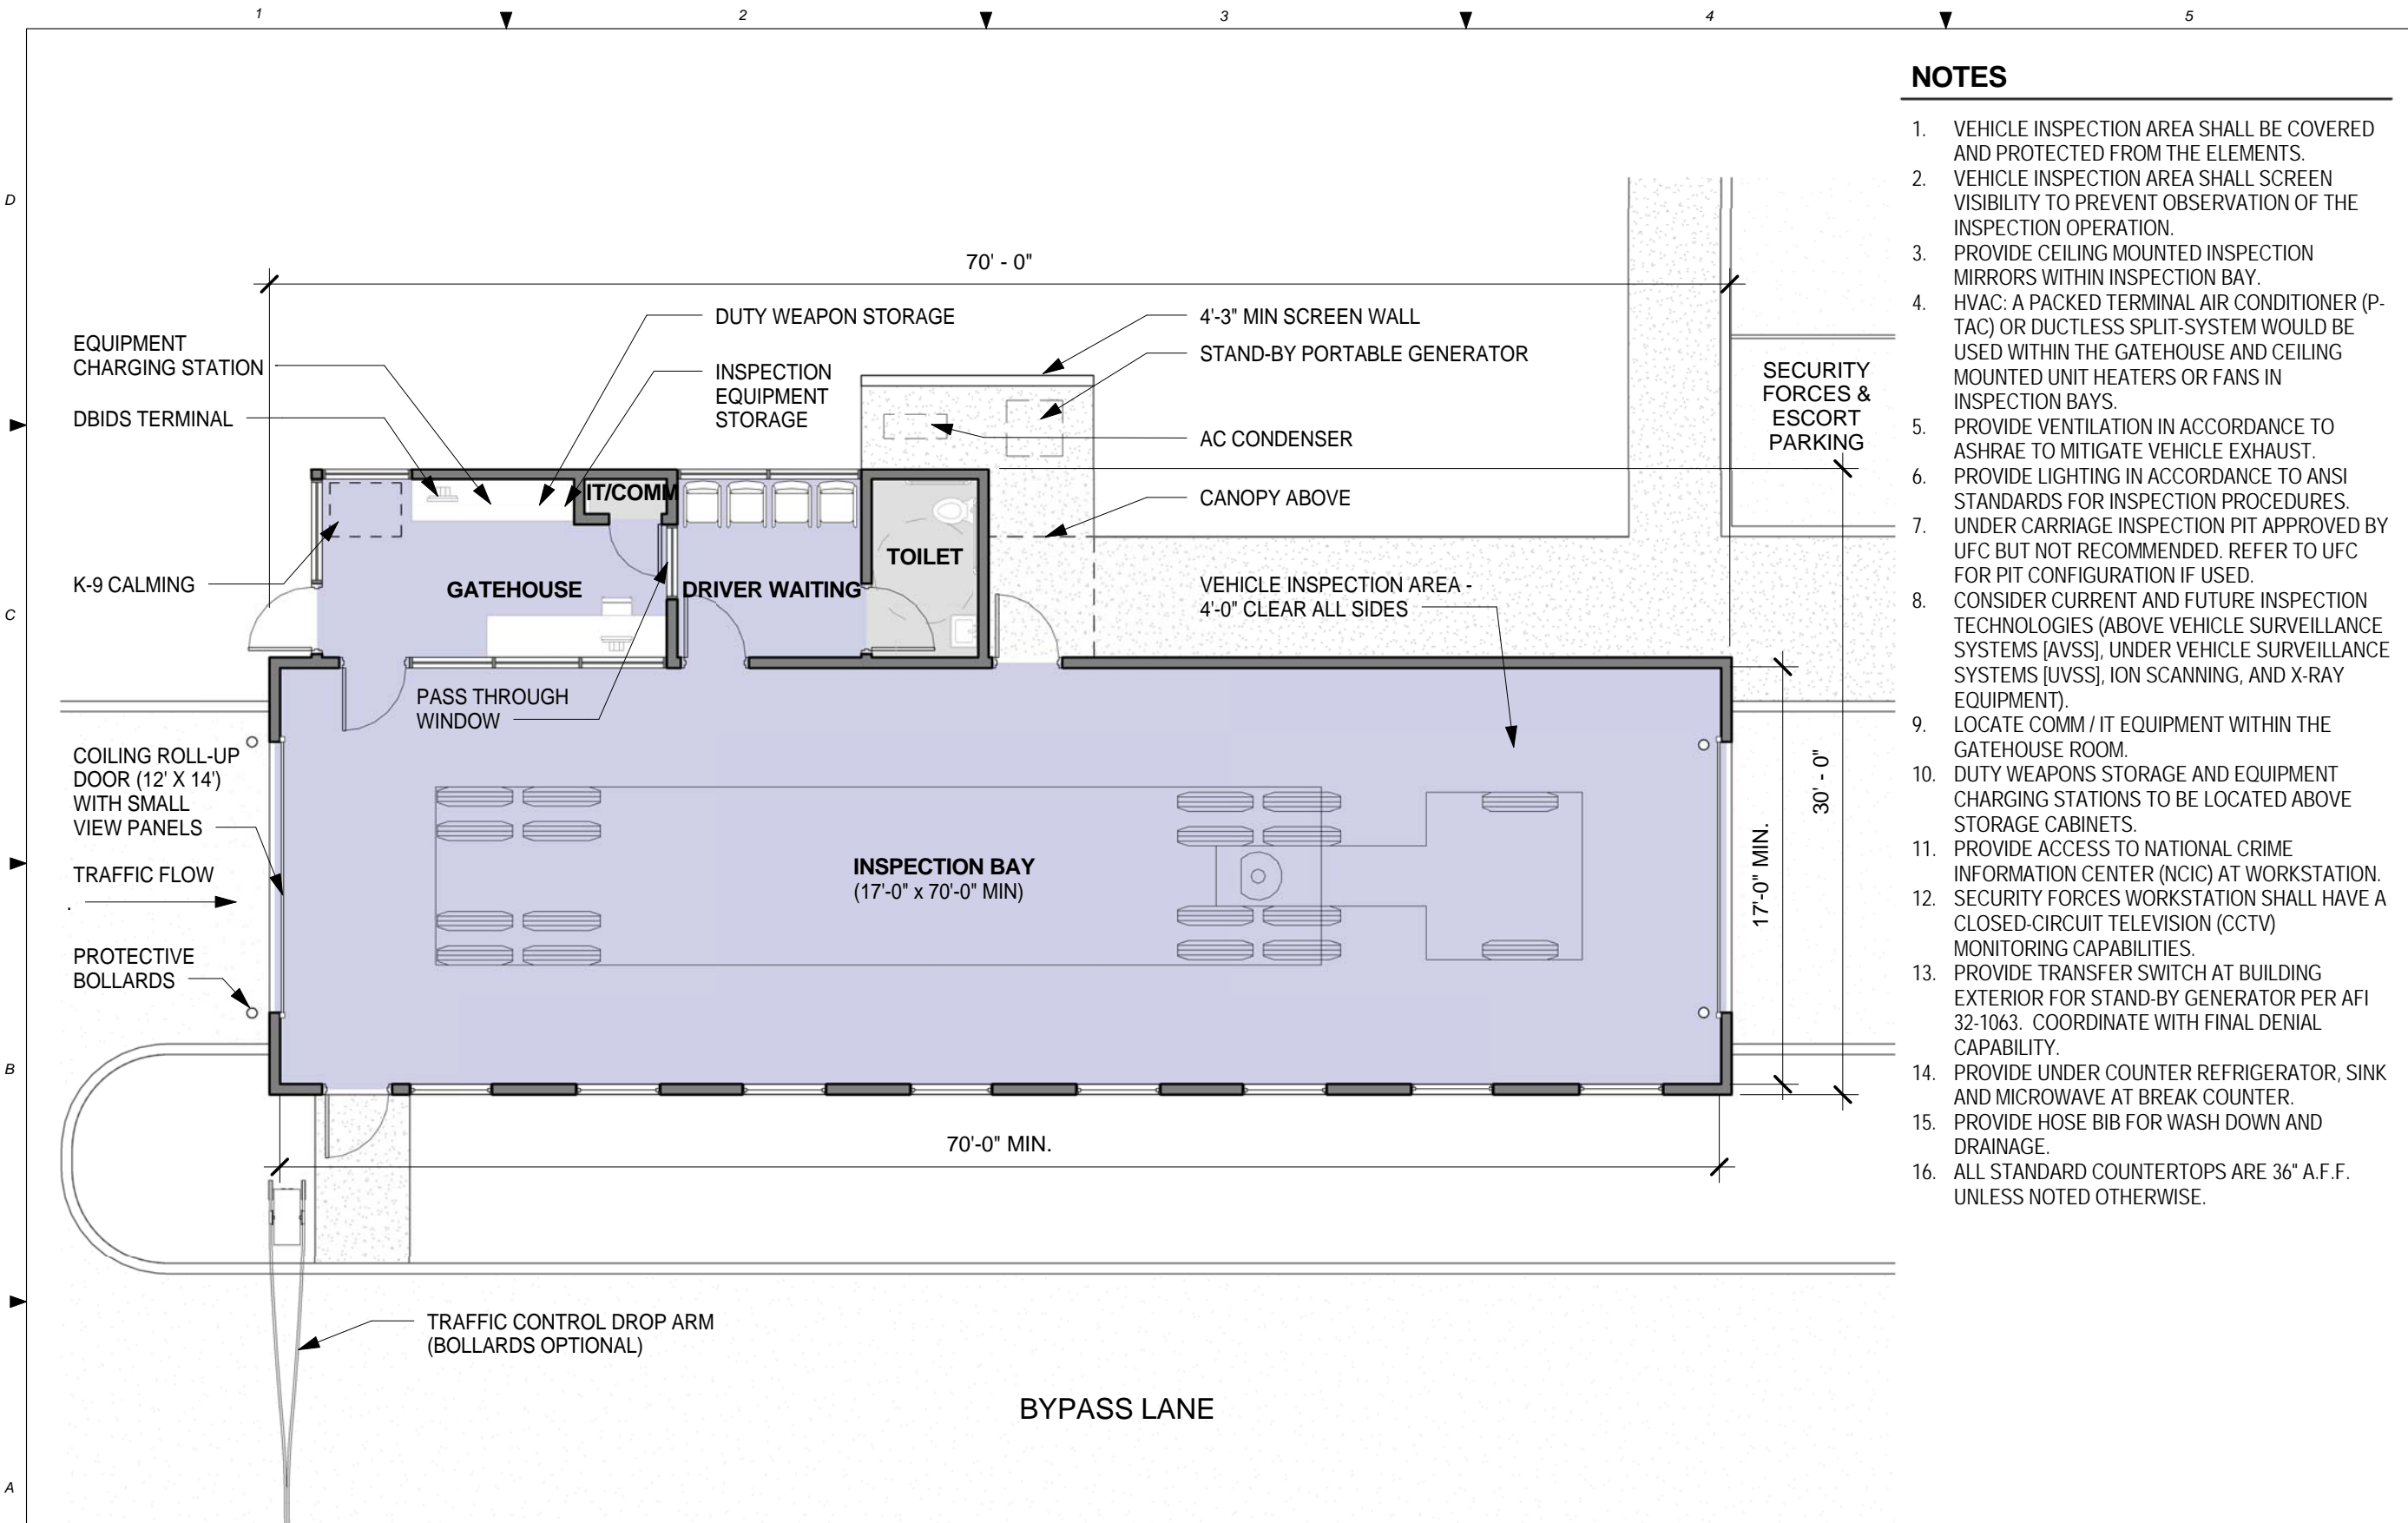 1 2 3 4 5
D
C
B
A
70' - 0"
EQUIPMENT
CHARGING STATION
DBIDS TERMINAL
K-9 CALMING
DUTY WEAPON STORAGE
INSPECTION
EQUIPMENT
STORAGE
4'-3" MIN SCREEN WALL
STAND-BY PORTABLE GENERATOR
AC CONDENSER
CANOPY ABOVE
SECURITY
FORCES &
ESCORT
PARKING
IT/COMM
GATEHOUSE
DRIVER WAITING
TOILET
VEHICLE INSPECTION AREA -
4'-0" CLEAR ALL SIDES
PASS THROUGH
WINDOW
COILING ROLL-UP
DOOR (12' X 14')
WITH SMALL
VIEW PANELS
TRAFFIC FLOW
.
PROTECTIVE
BOLLARDS
INSPECTION BAY
(17'-0" x 70'-0" MIN)
17'-0" MIN.
30' - 0"
70'-0" MIN.
TRAFFIC CONTROL DROP ARM
(BOLLARDS OPTIONAL)
BYPASS LANE
NOTES
1. VEHICLE INSPECTION AREA SHALL BE COVERED
AND PROTECTED FROM THE ELEMENTS.
2. VEHICLE INSPECTION AREA SHALL SCREEN
VISIBILITY TO PREVENT OBSERVATION OF THE
INSPECTION OPERATION.
3. PROVIDE CEILING MOUNTED INSPECTION
MIRRORS WITHIN INSPECTION BAY.
4. HVAC: A PACKED TERMINAL AIR CONDITIONER (P-
TAC) OR DUCTLESS SPLIT-SYSTEM WOULD BE
USED WITHIN THE GATEHOUSE AND CEILING
MOUNTED UNIT HEATERS OR FANS IN
INSPECTION BAYS.
5. PROVIDE VENTILATION IN ACCORDANCE TO
ASHRAE TO MITIGATE VEHICLE EXHAUST.
6. PROVIDE LIGHTING IN ACCORDANCE TO ANSI
STANDARDS FOR INSPECTION PROCEDURES.
7. UNDER CARRIAGE INSPECTION PIT APPROVED BY
UFC BUT NOT RECOMMENDED. REFER TO UFC
FOR PIT CONFIGURATION IF USED.
8. CONSIDER CURRENT AND FUTURE INSPECTION
TECHNOLOGIES (ABOVE VEHICLE SURVEILLANCE
SYSTEMS [AVSS], UNDER VEHICLE SURVEILLANCE
SYSTEMS [UVSS], ION SCANNING, AND X-RAY
EQUIPMENT).
9. LOCATE COMM / IT EQUIPMENT WITHIN THE
GATEHOUSE ROOM.
10. DUTY WEAPONS STORAGE AND EQUIPMENT
CHARGING STATIONS TO BE LOCATED ABOVE
STORAGE CABINETS.
11. PROVIDE ACCESS TO NATIONAL CRIME
INFORMATION CENTER (NCIC) AT WORKSTATION.
12. SECURITY FORCES WORKSTATION SHALL HAVE A
CLOSED-CIRCUIT TELEVISION (CCTV)
MONITORING CAPABILITIES.
13. PROVIDE TRANSFER SWITCH AT BUILDING
EXTERIOR FOR STAND-BY GENERATOR PER AFI
32-1063. COORDINATE WITH FINAL DENIAL
CAPABILITY.
14. PROVIDE UNDER COUNTER REFRIGERATOR, SINK
AND MICROWAVE AT BREAK COUNTER.
15. PROVIDE HOSE BIB FOR WASH DOWN AND
DRAINAGE.
16. ALL STANDARD COUNTERTOPS ARE 36" A.F.F.
UNLESS NOTED OTHERWISE.